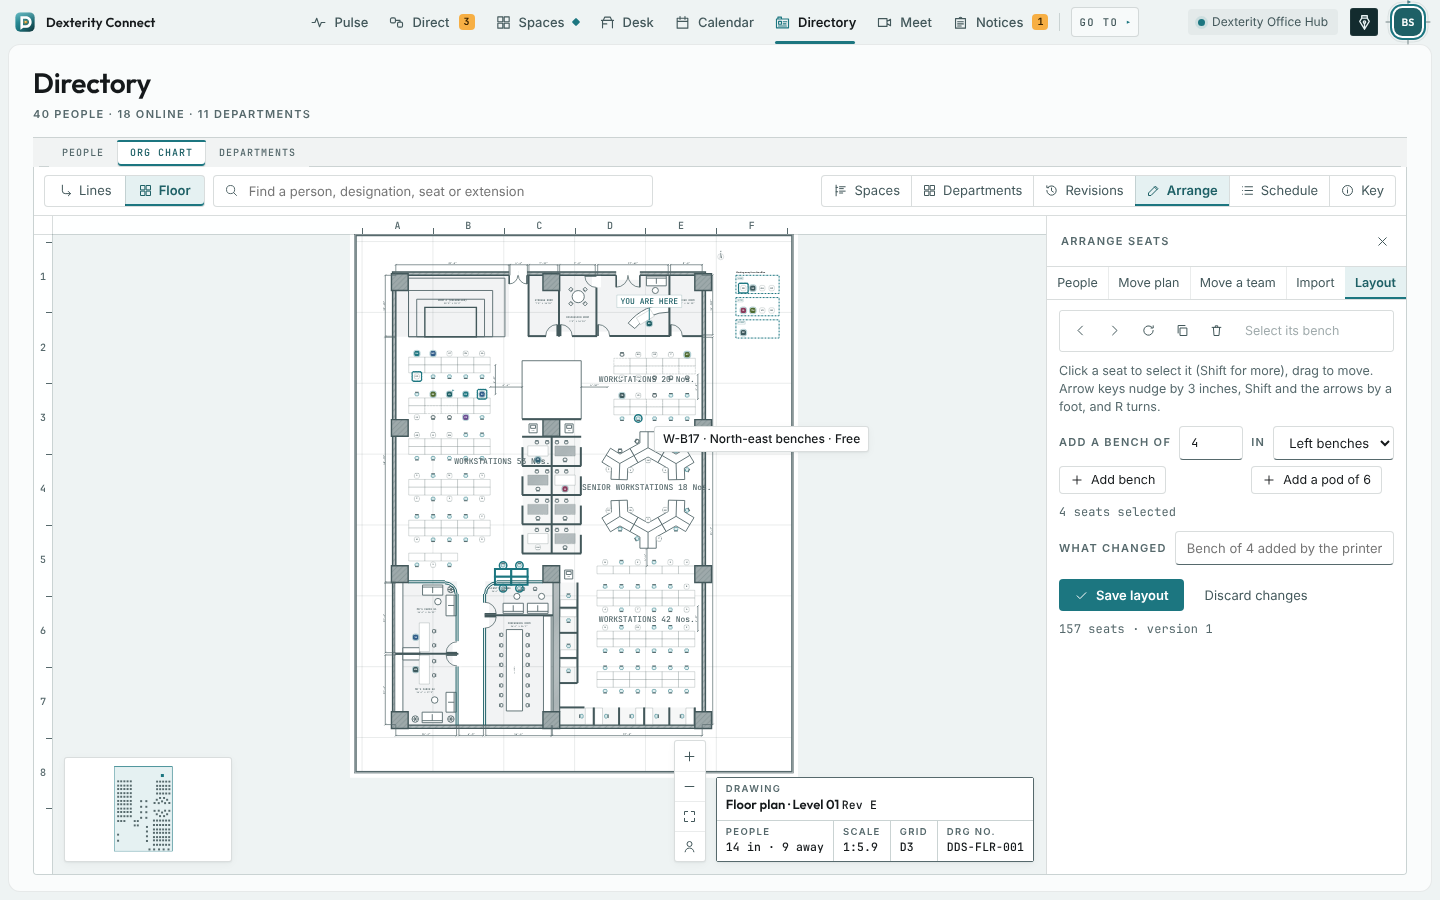 Dexterity Connect
Pulse
Direct 3
Spaces
Desk
Calendar
Directory
Meet
Notices 1
GO TO
Dexterity Office Hub
BS
Directory
40 PEOPLE · 18 ONLINE · 11 DEPARTMENTS
PEOPLE
ORG CHART
DEPARTMENTS
Lines
Floor
Find a person, designation, seat or extension
Spaces
Departments
Revisions
Arrange
Schedule
Key
A B C D E F
1
2
3
4
5
6
7
8
YOU ARE HERE
WORKSTATIONS 20 Nos.
W-B17 · North-east benches · Free
WORKSTATIONS 53 Nos.
SENIOR WORKSTATIONS 18 Nos.
WORKSTATIONS 42 Nos.
DRAWING
Floor plan · Level 01 Rev E
PEOPLE SCALE GRID DRG NO.
14 in · 9 away 1:5.9 D3 DDS-FLR-001
ARRANGE SEATS
People
Move plan
Move a team
Import
Layout
Select its bench
Click a seat to select it (Shift for more), drag to move.
Arrow keys nudge by 3 inches, Shift and the arrows by a
foot, and R turns.
ADD A BENCH OF 4 IN Left benches
Add bench
Add a pod of 6
4 seats selected
WHAT CHANGED Bench of 4 added by the printer
Save layout
Discard changes
157 seats · version 1